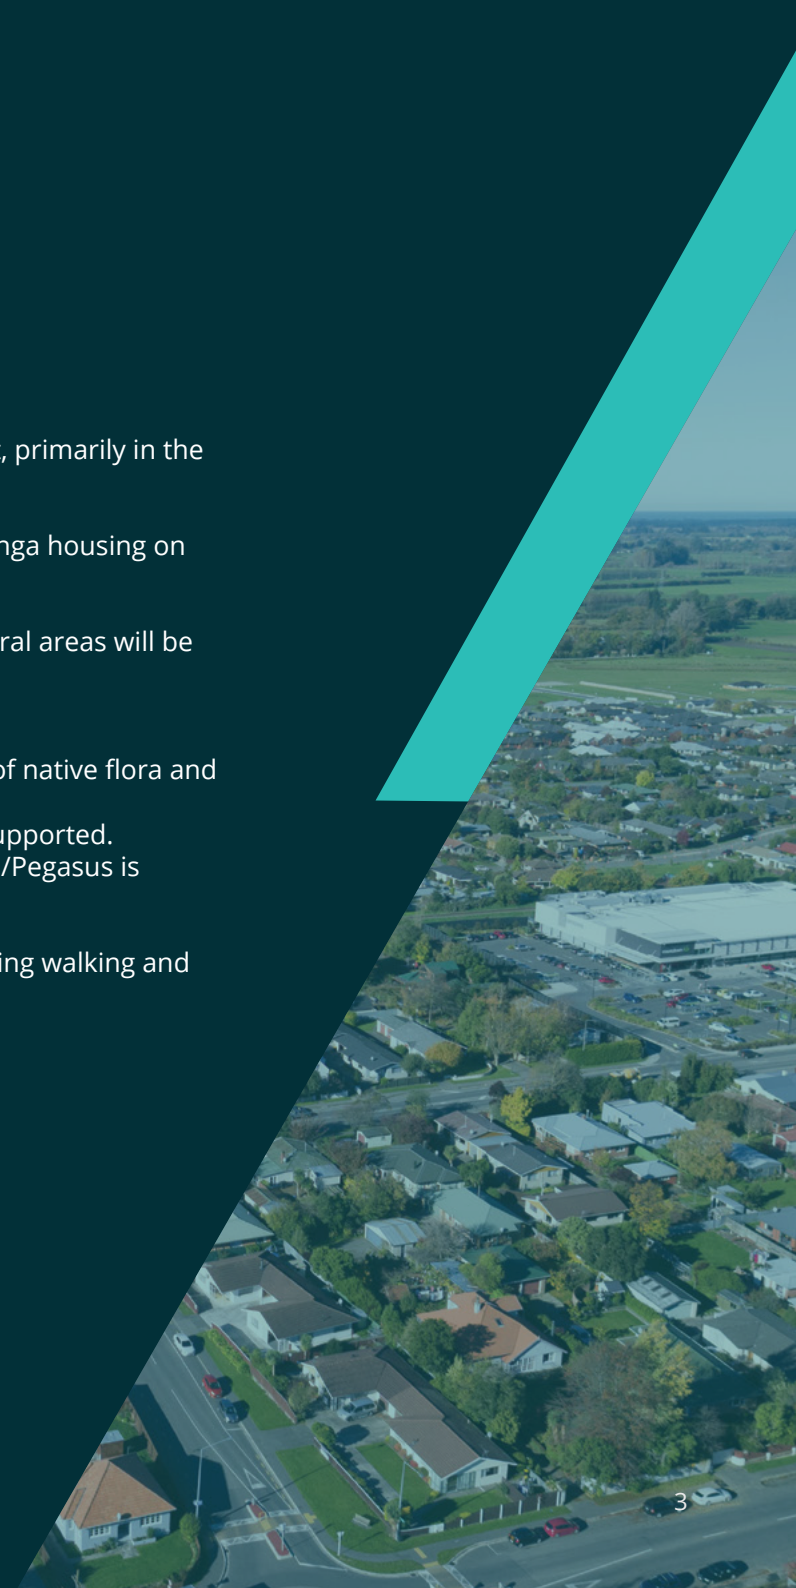 , primarily in the
nga housing on
ral areas will be
of native flora and
upported.
/Pegasus is
ing walking and
3